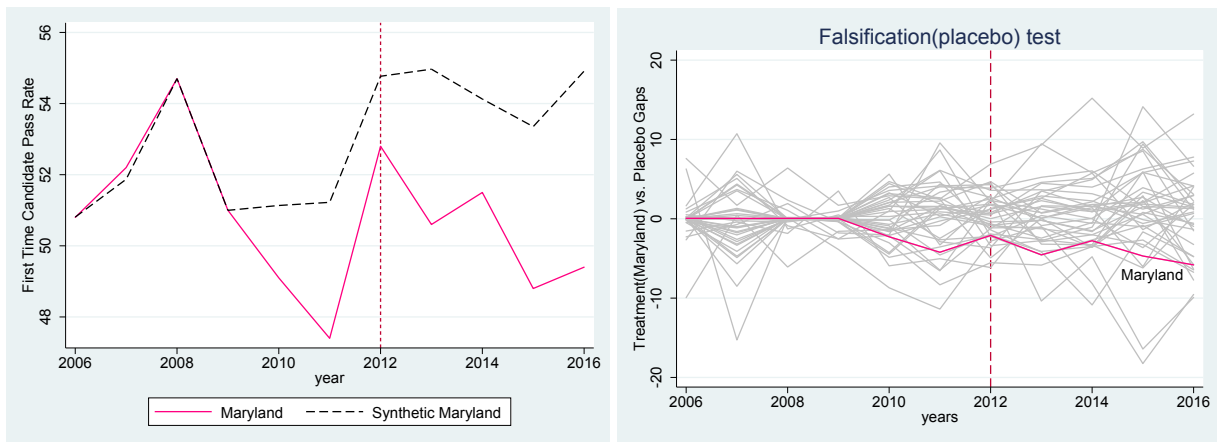 First Time Candidate Pass Rate
56
54
52
50
48
2006 2008 2010 2012 2014 2016
year
Maryland Synthetic Maryland
Falsification(placebo) test
Treatment(Maryland) vs. Placebo Gaps
20
10
0
-10
-20
Maryland
2006 2008 2010 2012 2014 2016
years